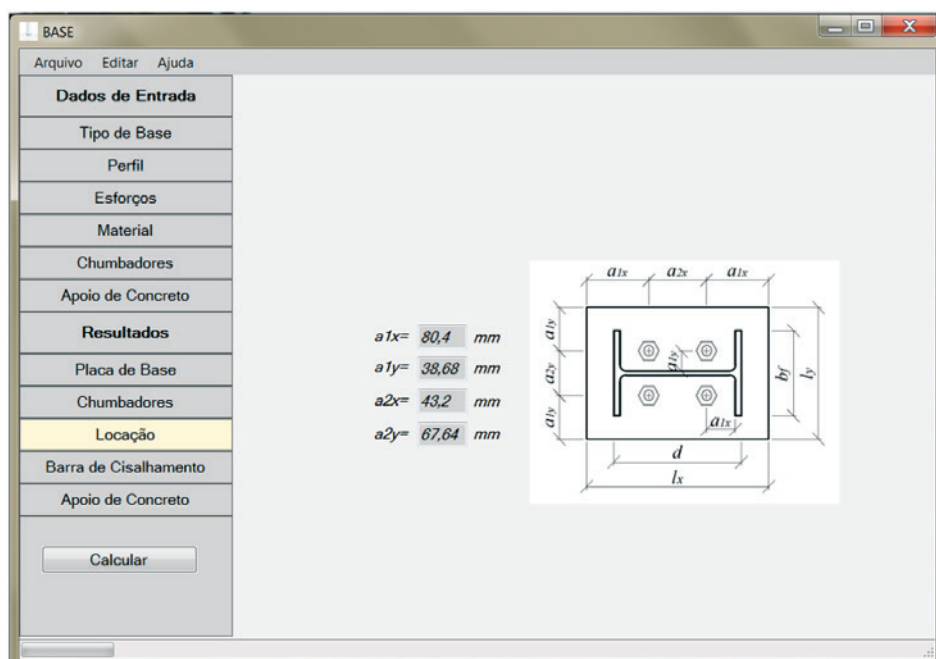 BASE
Arquivo Editar Ajuda
Dados de Entrada
Tipo de Base
Perfil
Esforços
Material
Chumbadores
Apoio de Concreto
Resultados
Placa de Base
Chumbadores
Locação
Barra de Cisalhamento
Apoio de Concreto
Calcular
a1x= 80,4 mm
a1y= 38,68 mm
a2x= 43,2 mm
a2y= 67,64 mm
a1x a2x a1x
a1y
a2y
a1y
a1y
a1x
bf
ly
d
lx